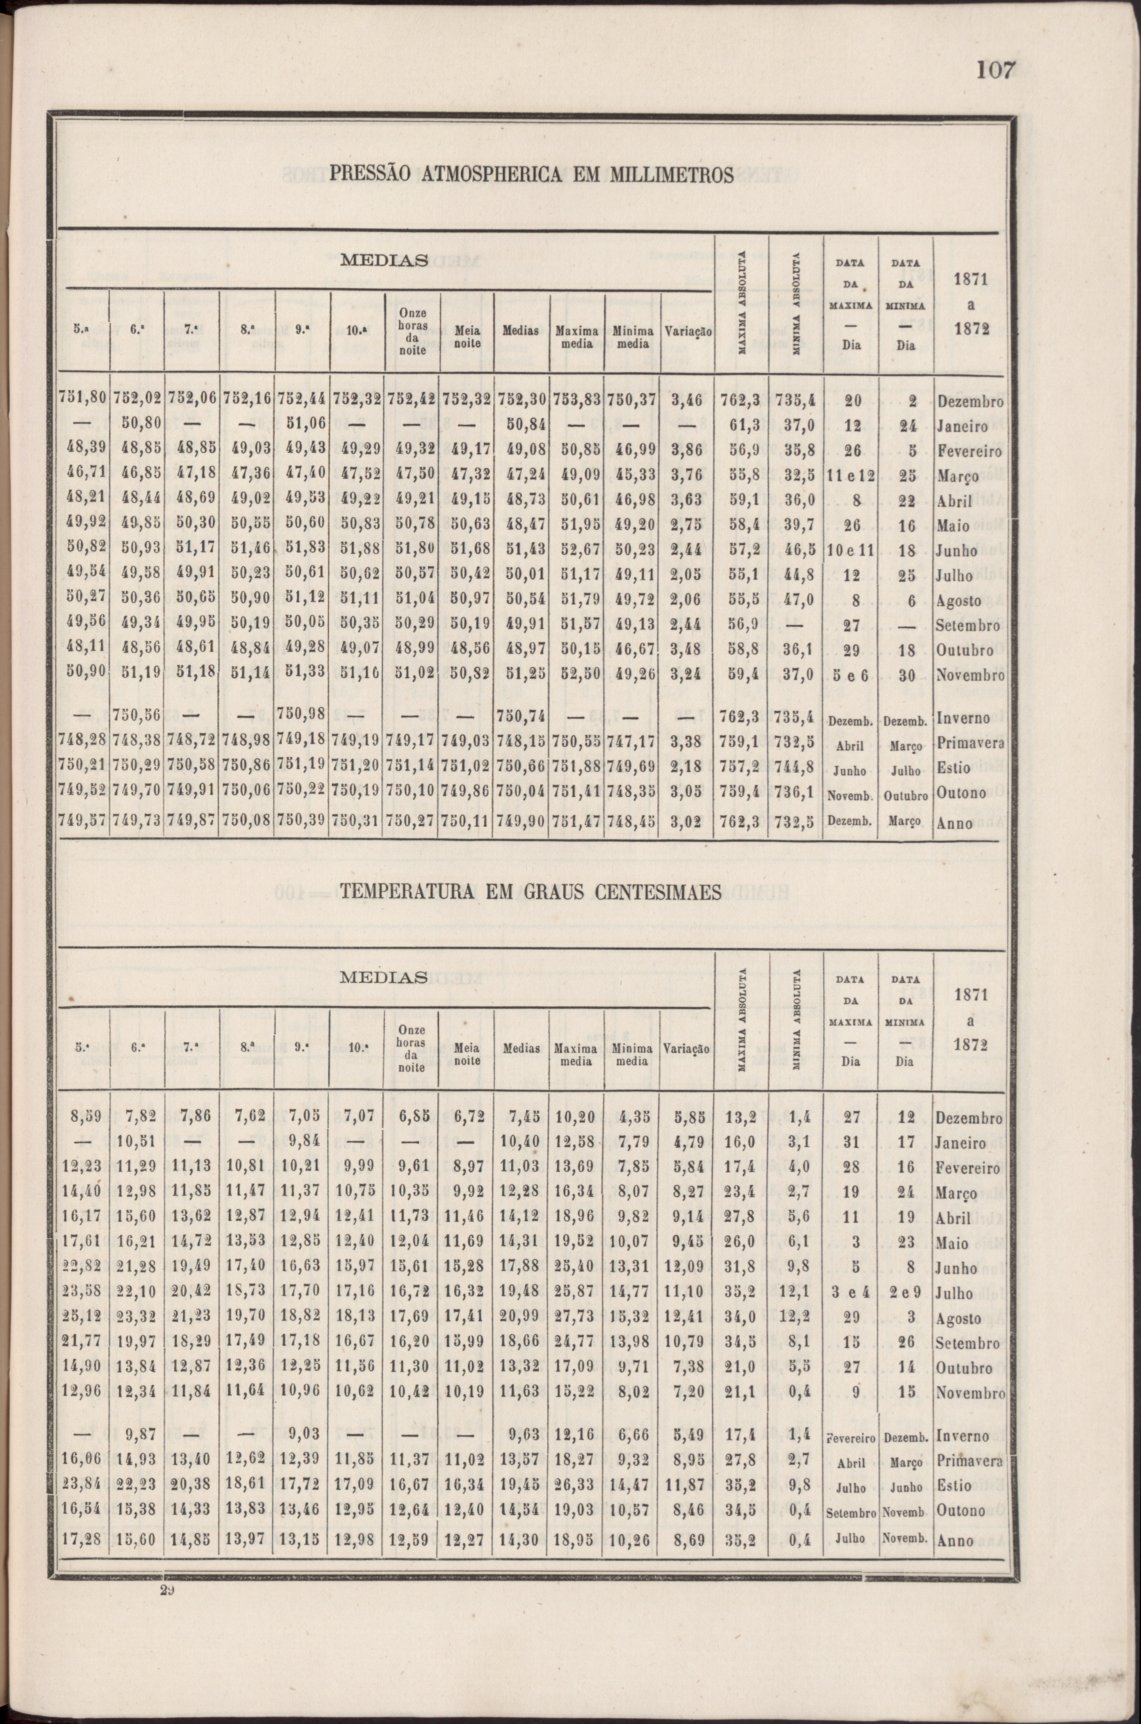 107
PRESSÃO ATMOSPHERICA EM MILLIMETROS
MEDIAS
MAXIMA ABSOLUTA
MINIMA ABSOLUTA
DATA DA MAXIMA — Dia
DATA DA MINIMA — Dia
1871 a 1872
5.ª 6.ª 7.ª 8.ª 9.ª 10.ª Onze horas da noite Meia noite Medias Maxima media Minima media Variação
751,80 752,02 752,06 752,16 752,44 752,32 752,42 752,32 752,30 753,83 750,37 3,46 762,3 735,4 20 2 Dezembro
— 50,80 — — 51,06 — — — 50,84 — — — 61,3 37,0 12 24 Janeiro
48,39 48,85 48,85 49,03 49,43 49,29 49,32 49,17 49,08 50,85 46,99 3,86 56,9 35,8 26 5 Fevereiro
46,71 46,85 47,18 47,36 47,40 47,52 47,50 47,32 47,24 49,09 45,33 3,76 55,8 32,5 11 e 12 25 Março
48,21 48,44 48,69 49,02 49,53 49,22 49,21 49,15 48,73 50,61 46,98 3,63 59,1 36,0 8 22 Abril
49,92 49,85 50,30 50,55 50,60 50,83 50,78 50,63 48,47 51,95 49,20 2,75 58,4 39,7 26 16 Maio
50,82 50,93 51,17 51,46 51,83 51,88 51,80 51,68 51,43 52,67 50,23 2,44 57,2 46,5 10 e 11 18 Junho
49,54 49,58 49,91 50,23 50,61 50,62 50,57 50,42 50,01 51,17 49,11 2,05 55,1 44,8 12 25 Julho
50,27 50,36 50,65 50,90 51,12 51,11 51,04 50,97 50,54 51,79 49,72 2,06 55,5 47,0 8 6 Agosto
49,56 49,34 49,95 50,19 50,05 50,35 50,29 50,19 49,91 51,57 49,13 2,44 56,9 — 27 — Setembro
48,11 48,56 48,61 48,84 49,28 49,07 48,99 48,56 48,97 50,15 46,67 3,48 58,8 36,1 29 18 Outubro
50,90 51,19 51,18 51,14 51,33 51,16 51,02 50,82 51,25 52,50 49,26 3,24 59,4 37,0 5 e 6 30 Novembro
— 750,56 — — 750,98 — — — 750,74 — — — 762,3 735,4 Dezemb. Dezemb. Inverno
748,28 748,38 748,72 748,98 749,18 749,19 749,17 749,03 748,15 750,55 747,17 3,38 759,1 732,5 Abril Março Primavera
750,21 750,29 750,58 750,86 751,19 751,20 751,14 751,02 750,66 751,88 749,69 2,18 757,2 744,8 Junho Julho Estio
749,52 749,70 749,91 750,06 750,22 750,19 750,10 749,86 750,04 751,41 748,35 3,05 759,4 736,1 Novemb. Outubro Outono
749,57 749,73 749,87 750,08 750,39 750,31 750,27 750,11 749,90 751,47 748,45 3,02 762,3 732,5 Dezemb. Março Anno
TEMPERATURA EM GRAUS CENTESIMAES
MEDIAS
MAXIMA ABSOLUTA
MINIMA ABSOLUTA
DATA DA MAXIMA — Dia
DATA DA MINIMA — Dia
1871 a 1872
5.ª 6.ª 7.ª 8.ª 9.ª 10.ª Onze horas da noite Meia noite Medias Maxima media Minima media Variação
8,59 7,82 7,86 7,62 7,05 7,07 6,85 6,72 7,45 10,20 4,35 5,85 13,2 1,4 27 12 Dezembro
— 10,51 — — 9,84 — — — 10,40 12,58 7,79 4,79 16,0 3,1 31 17 Janeiro
12,23 11,29 11,13 10,81 10,21 9,99 9,61 8,97 11,03 13,69 7,85 5,84 17,4 4,0 28 16 Fevereiro
14,40 12,98 11,85 11,47 11,37 10,75 10,35 9,92 12,28 16,34 8,07 8,27 23,4 2,7 19 24 Março
16,17 15,60 13,62 12,87 12,94 12,41 11,73 11,46 14,12 18,96 9,82 9,14 27,8 5,6 11 19 Abril
17,61 16,21 14,72 13,53 12,85 12,40 12,04 11,69 14,31 19,52 10,07 9,45 26,0 6,1 3 23 Maio
22,82 21,28 19,49 17,40 16,63 15,97 15,61 15,28 17,88 25,40 13,31 12,09 31,8 9,8 5 8 Junho
23,58 22,10 20,42 18,73 17,70 17,16 16,72 16,32 19,48 25,87 14,77 11,10 35,2 12,1 3 e 4 2 e 9 Julho
25,12 23,32 21,23 19,70 18,82 18,13 17,69 17,41 20,99 27,73 15,32 12,41 34,0 12,2 29 3 Agosto
21,77 19,97 18,29 17,49 17,18 16,67 16,20 15,99 18,66 24,77 13,98 10,79 34,5 8,1 15 26 Setembro
14,90 13,84 12,87 12,36 12,25 11,56 11,30 11,02 13,32 17,09 9,71 7,38 21,0 5,5 27 14 Outubro
12,96 12,34 11,84 11,64 10,96 10,62 10,42 10,19 11,63 15,22 8,02 7,20 21,1 0,4 9 15 Novembro
— 9,87 — — 9,03 — — — 9,63 12,16 6,66 5,49 17,4 1,4 Fevereiro Dezemb. Inverno
16,06 14,93 13,40 12,62 12,39 11,85 11,37 11,02 13,57 18,27 9,32 8,95 27,8 2,7 Abril Março Primavera
23,84 22,23 20,38 18,61 17,72 17,09 16,67 16,34 19,45 26,33 14,47 11,87 35,2 9,8 Julho Junho Estio
16,54 15,38 14,33 13,83 13,46 12,95 12,64 12,40 14,54 19,03 10,57 8,46 34,5 0,4 Setembro Novemb Outono
17,28 15,60 14,85 13,97 13,15 12,98 12,59 12,27 14,30 18,95 10,26 8,69 35,2 0,4 Julho Novemb. Anno
29